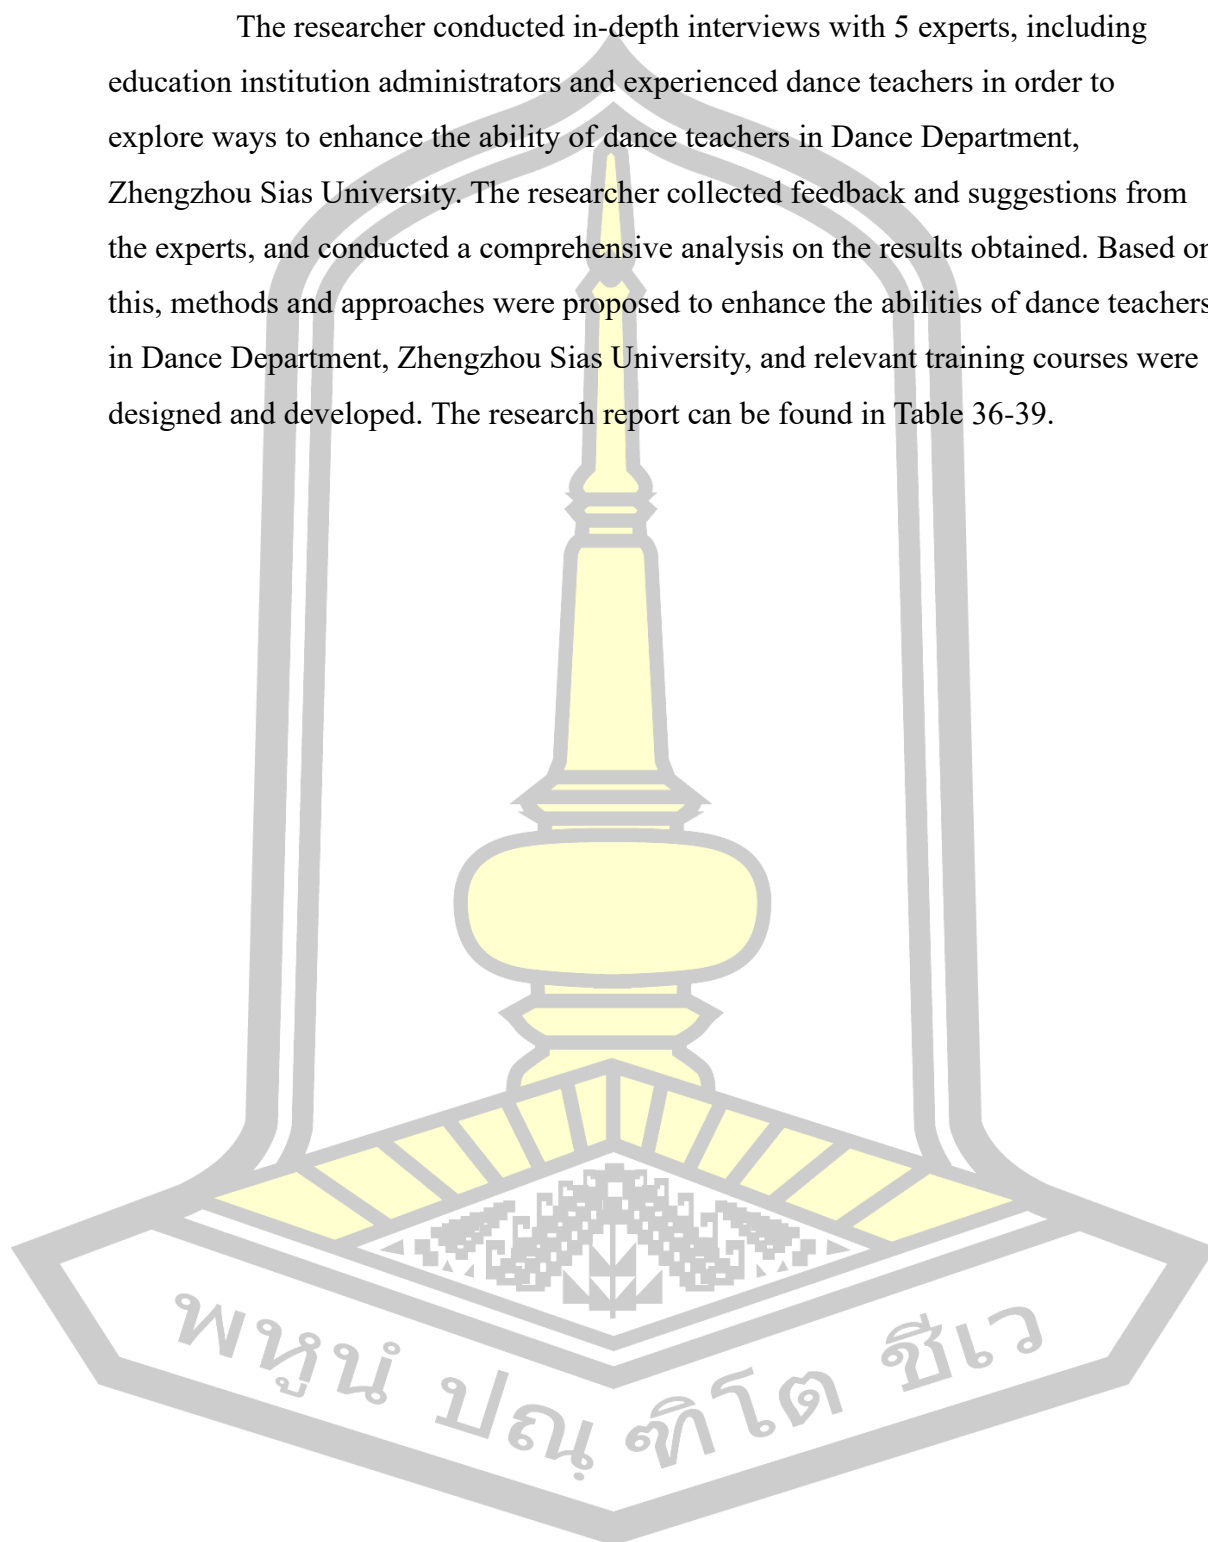 The researcher conducted in-depth interviews with 5 experts, including
education institution administrators and experienced dance teachers in order to
explore ways to enhance the ability of dance teachers in Dance Department,
Zhengzhou Sias University. The researcher collected feedback and suggestions from
the experts, and conducted a comprehensive analysis on the results obtained. Based on
this, methods and approaches were proposed to enhance the abilities of dance teachers
in Dance Department, Zhengzhou Sias University, and relevant training courses were
designed and developed. The research report can be found in Table 36-39.
พหูนํ ปณฺฑิโต ชีเว